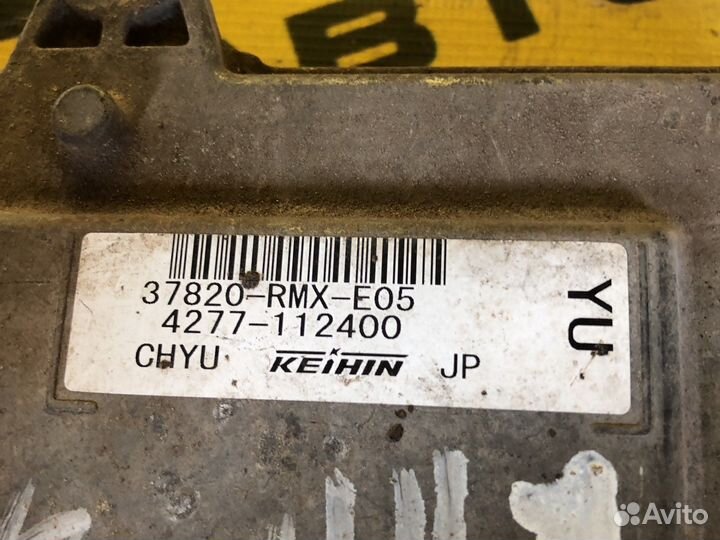 37820-RMX-E05
4277-112400
CHYU KEIHIN JP
YU
Avito